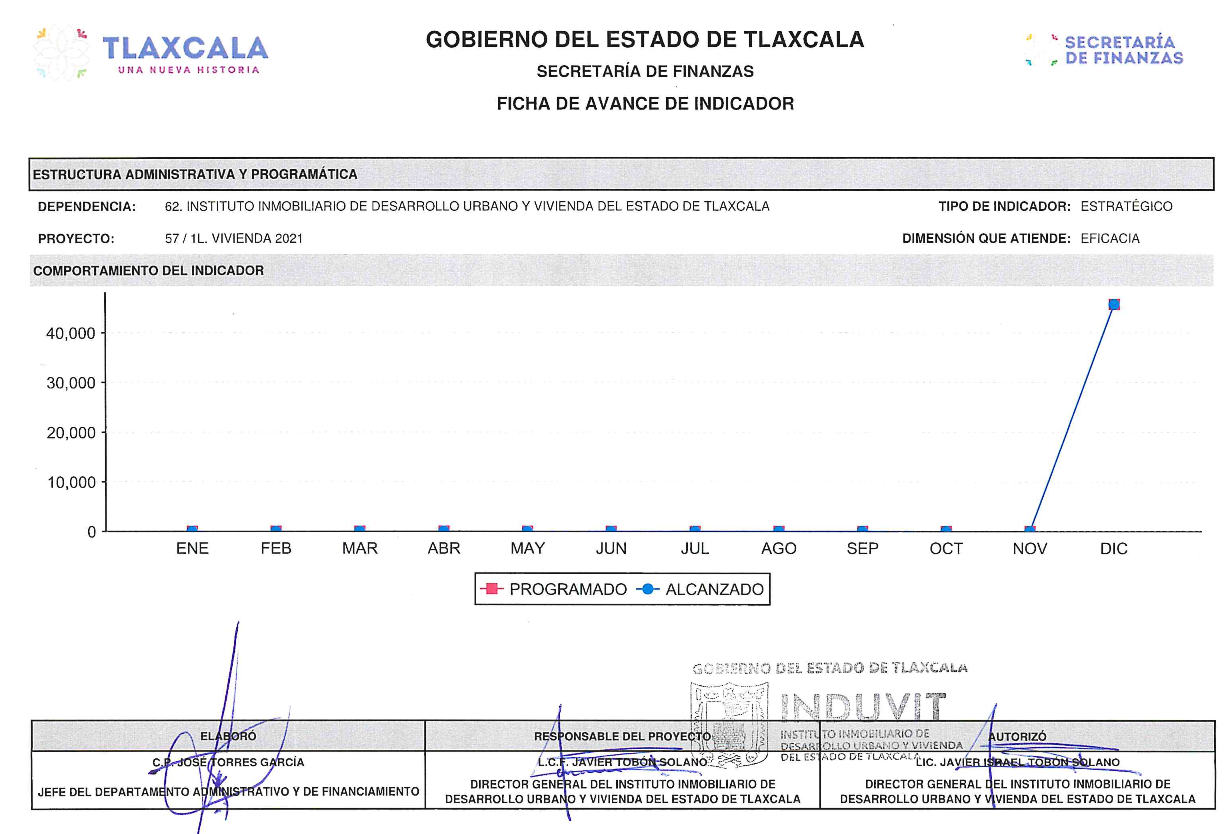 TLAXCALA
UNA NUEVA HISTORIA
GOBIERNO DEL ESTADO DE TLAXCALA
SECRETARÍA DE FINANZAS
FICHA DE AVANCE DE INDICADOR
SECRETARÍA
DE FINANZAS
ESTRUCTURA ADMINISTRATIVA Y PROGRAMÁTICA
DEPENDENCIA: 62. INSTITUTO INMOBILIARIO DE DESARROLLO URBANO Y VIVIENDA DEL ESTADO DE TLAXCALA TIPO DE INDICADOR: ESTRATÉGICO
PROYECTO: 57 / 1L. VIVIENDA 2021 DIMENSIÓN QUE ATIENDE: EFICACIA
COMPORTAMIENTO DEL INDICADOR
40,000
30,000
20,000
10,000
0
ENE FEB MAR ABR MAY JUN JUL AGO SEP OCT NOV DIC
PROGRAMADO ALCANZADO
GOBIERNO DEL ESTADO DE TLAXCALA
INDUVIT
INSTITUTO INMOBILIARIO DE
DESARROLLO URBANO Y VIVIENDA
DEL ESTADO DE TLAXCALA
ELABORÓ
C.P. JOSÉ TORRES GARCÍA
JEFE DEL DEPARTAMENTO ADMINISTRATIVO Y DE FINANCIAMIENTO
RESPONSABLE DEL PROYECTO
L.C.F. JAVIER TOBÓN SOLANO
DIRECTOR GENERAL DEL INSTITUTO INMOBILIARIO DE
DESARROLLO URBANO Y VIVIENDA DEL ESTADO DE TLAXCALA
AUTORIZÓ
LIC. JAVIER ISRAEL TOBÓN SOLANO
DIRECTOR GENERAL DEL INSTITUTO INMOBILIARIO DE
DESARROLLO URBANO Y VIVIENDA DEL ESTADO DE TLAXCALA